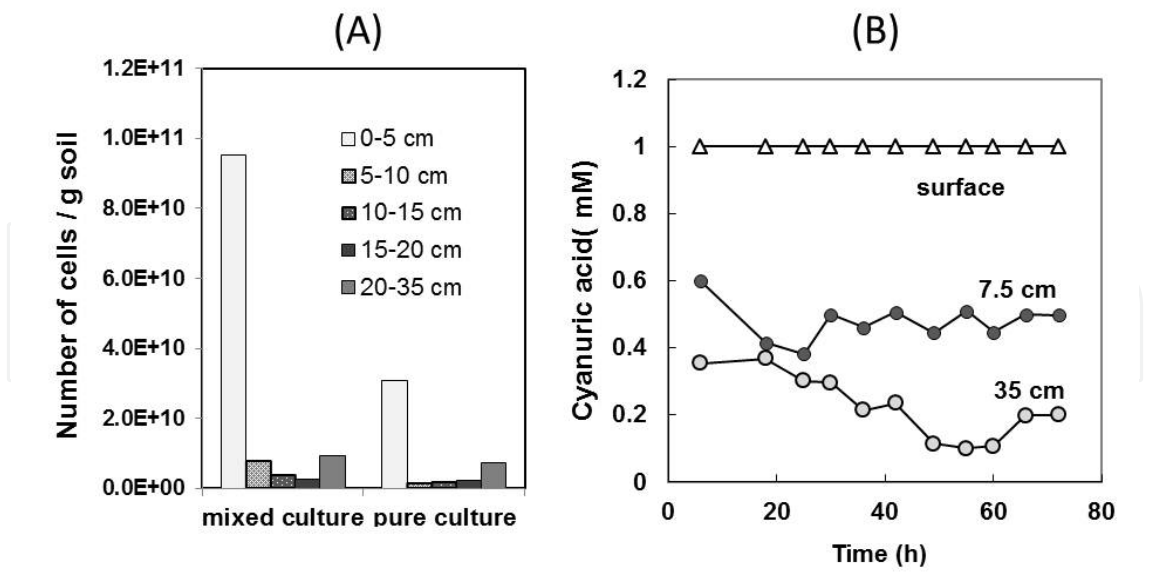 (A)
Number of cells / g soil
1.2E+11
1.0E+11
8.0E+10
6.0E+10
4.0E+10
2.0E+10
0.0E+00
0-5 cm
5-10 cm
10-15 cm
15-20 cm
20-35 cm
mixed culture pure culture
(B)
Cyanuric acid( mM)
1.2
1
0.8
0.6
0.4
0.2
0
surface
7.5 cm
35 cm
0 20 40 60 80
Time (h)